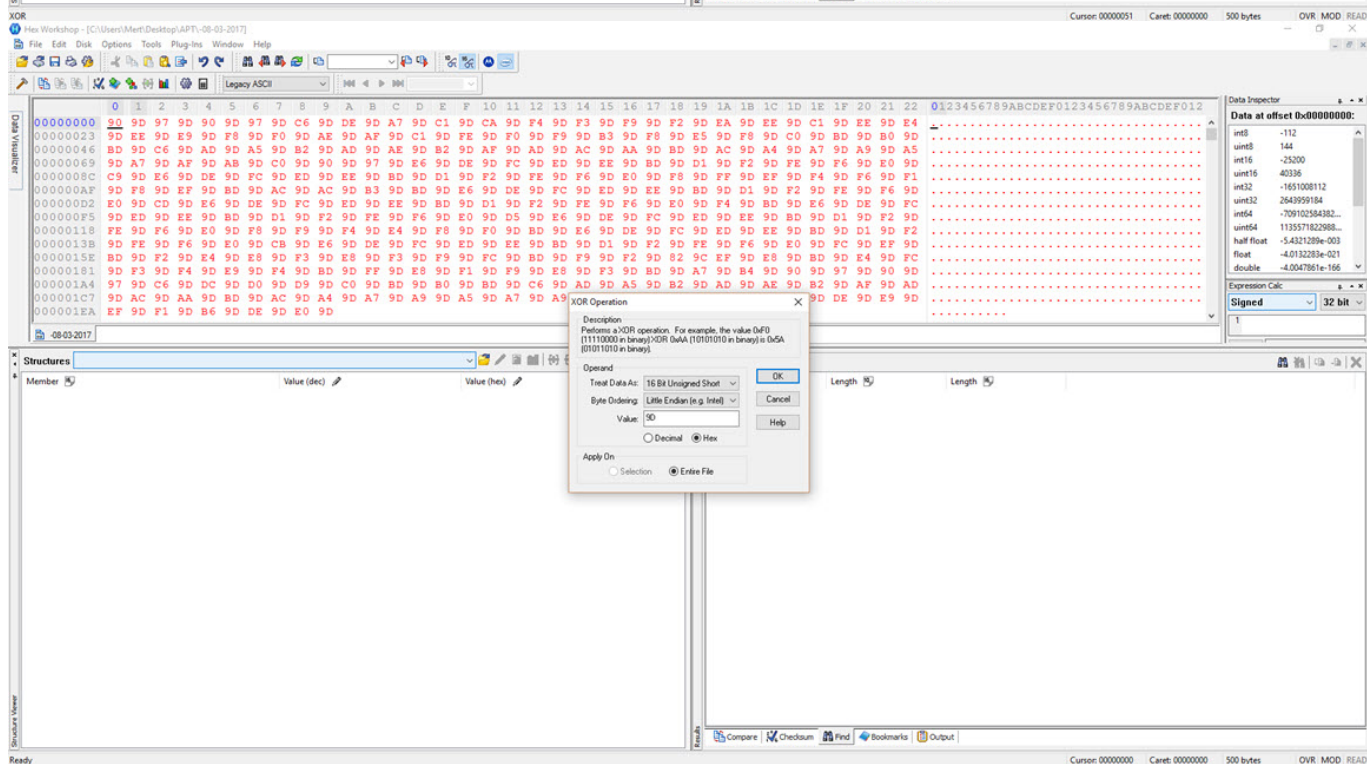 XOR
Cursor: 00000051 Caret: 00000000 500 bytes OVR MOD READ
Hex Workshop - [C:\Users\Mert\Desktop\APT\-08-03-2017]
File Edit Disk Options Tools Plug-Ins Window Help
Legacy ASCII
0 1 2 3 4 5 6 7 8 9 A B C D E F 10 11 12 13 14 15 16 17 18 19 1A 1B 1C 1D 1E 1F 20 21 22 0123456789ABCDEF0123456789ABCDEF012
00000000 90 9D 97 9D 90 9D 97 9D C6 9D DE 9D A7 9D C1 9D CA 9D F4 9D F3 9D F9 9D F2 9D EA 9D EE 9D C1 9D EE 9D E4
00000023 9D EE 9D E9 9D F8 9D F0 9D AE 9D AF 9D C1 9D FE 9D F0 9D F9 9D B3 9D F8 9D E5 9D F8 9D C0 9D BD 9D B0 9D
00000046 BD 9D C6 9D AD 9D A5 9D B2 9D AD 9D AE 9D B2 9D AF 9D AD 9D AC 9D AA 9D BD 9D AC 9D A4 9D A7 9D A9 9D A5
00000069 9D A7 9D AF 9D AB 9D C0 9D 90 9D 97 9D E6 9D DE 9D FC 9D ED 9D EE 9D BD 9D D1 9D F2 9D FE 9D F6 9D E0 9D
0000008C C9 9D E6 9D DE 9D FC 9D ED 9D EE 9D BD 9D D1 9D F2 9D FE 9D F6 9D E0 9D F8 9D FF 9D EF 9D F4 9D F6 9D F1
000000AF 9D F8 9D EF 9D BD 9D AC 9D AC 9D B3 9D BD 9D E6 9D DE 9D FC 9D ED 9D EE 9D BD 9D D1 9D F2 9D FE 9D F6 9D
000000D2 E0 9D CD 9D E6 9D DE 9D FC 9D ED 9D EE 9D BD 9D D1 9D F2 9D FE 9D F6 9D E0 9D F4 9D BD 9D E6 9D DE 9D FC
000000F5 9D ED 9D EE 9D BD 9D D1 9D F2 9D FE 9D F6 9D E0 9D D5 9D E6 9D DE 9D FC 9D ED 9D EE 9D BD 9D D1 9D F2 9D
00000118 FE 9D F6 9D E0 9D F8 9D F9 9D F4 9D E4 9D F8 9D F0 9D BD 9D E6 9D DE 9D FC 9D ED 9D EE 9D BD 9D D1 9D F2
0000013B 9D FE 9D F6 9D E0 9D CB 9D E6 9D DE 9D FC 9D ED 9D EE 9D BD 9D D1 9D F2 9D FE 9D F6 9D E0 9D FC 9D EF 9D
0000015E BD 9D F2 9D E4 9D E8 9D F3 9D E8 9D F3 9D F9 9D FC 9D BD 9D F9 9D F2 9D 82 9C EF 9D E8 9D BD 9D E4 9D FC
00000181 9D F3 9D F4 9D E9 9D F4 9D BD 9D FF 9D E8 9D F1 9D F9 9D E8 9D F3 9D BD 9D A7 9D B4 9D 90 9D 97 9D 90 9D
000001A4 97 9D C6 9D DC 9D D0 9D D9 9D C0 9D BD 9D B0 9D BD 9D C6 9D AD 9D A5 9D B2 9D AD 9D AE 9D B2 9D AF 9D AD
000001C7 9D AC 9D AA 9D BD 9D AC 9D A4 9D A7 9D A9 9D A5 9D A7 9D A9
9D DE 9D E9 9D
000001EA EF 9D F1 9D B6 9D DE 9D E0 9D
-08-03-2017
Data Visualizer
Data Inspector
Data at offset 0x00000000:
int8 -112
uint8 144
int16 -25200
uint16 40336
int32 -1651008112
uint32 2643959184
int64 -709102584382...
uint64 1135571822988...
half float -5.4321289e-003
float -4.0132283e-021
double -4.0047861e-166
Expression Calc
Signed 32 bit
1
XOR Operation
Description
Performs a XOR operation. For example, the value 0xF0
(11110000 in binary) XOR 0xAA (10101010 in binary) is 0x5A
(01011010 in binary).
Operand
Treat Data As: 16 Bit Unsigned Short
Byte Ordering: Little Endian (e.g. Intel)
Value: 9D
Decimal Hex
Apply On
Selection Entire File
OK
Cancel
Help
Structures
Member Value (dec) Value (hex)
Length Length
Structure Viewer
Results
Compare Checksum Find Bookmarks Output
Ready
Cursor: 00000000 Caret: 00000000 500 bytes OVR MOD READ